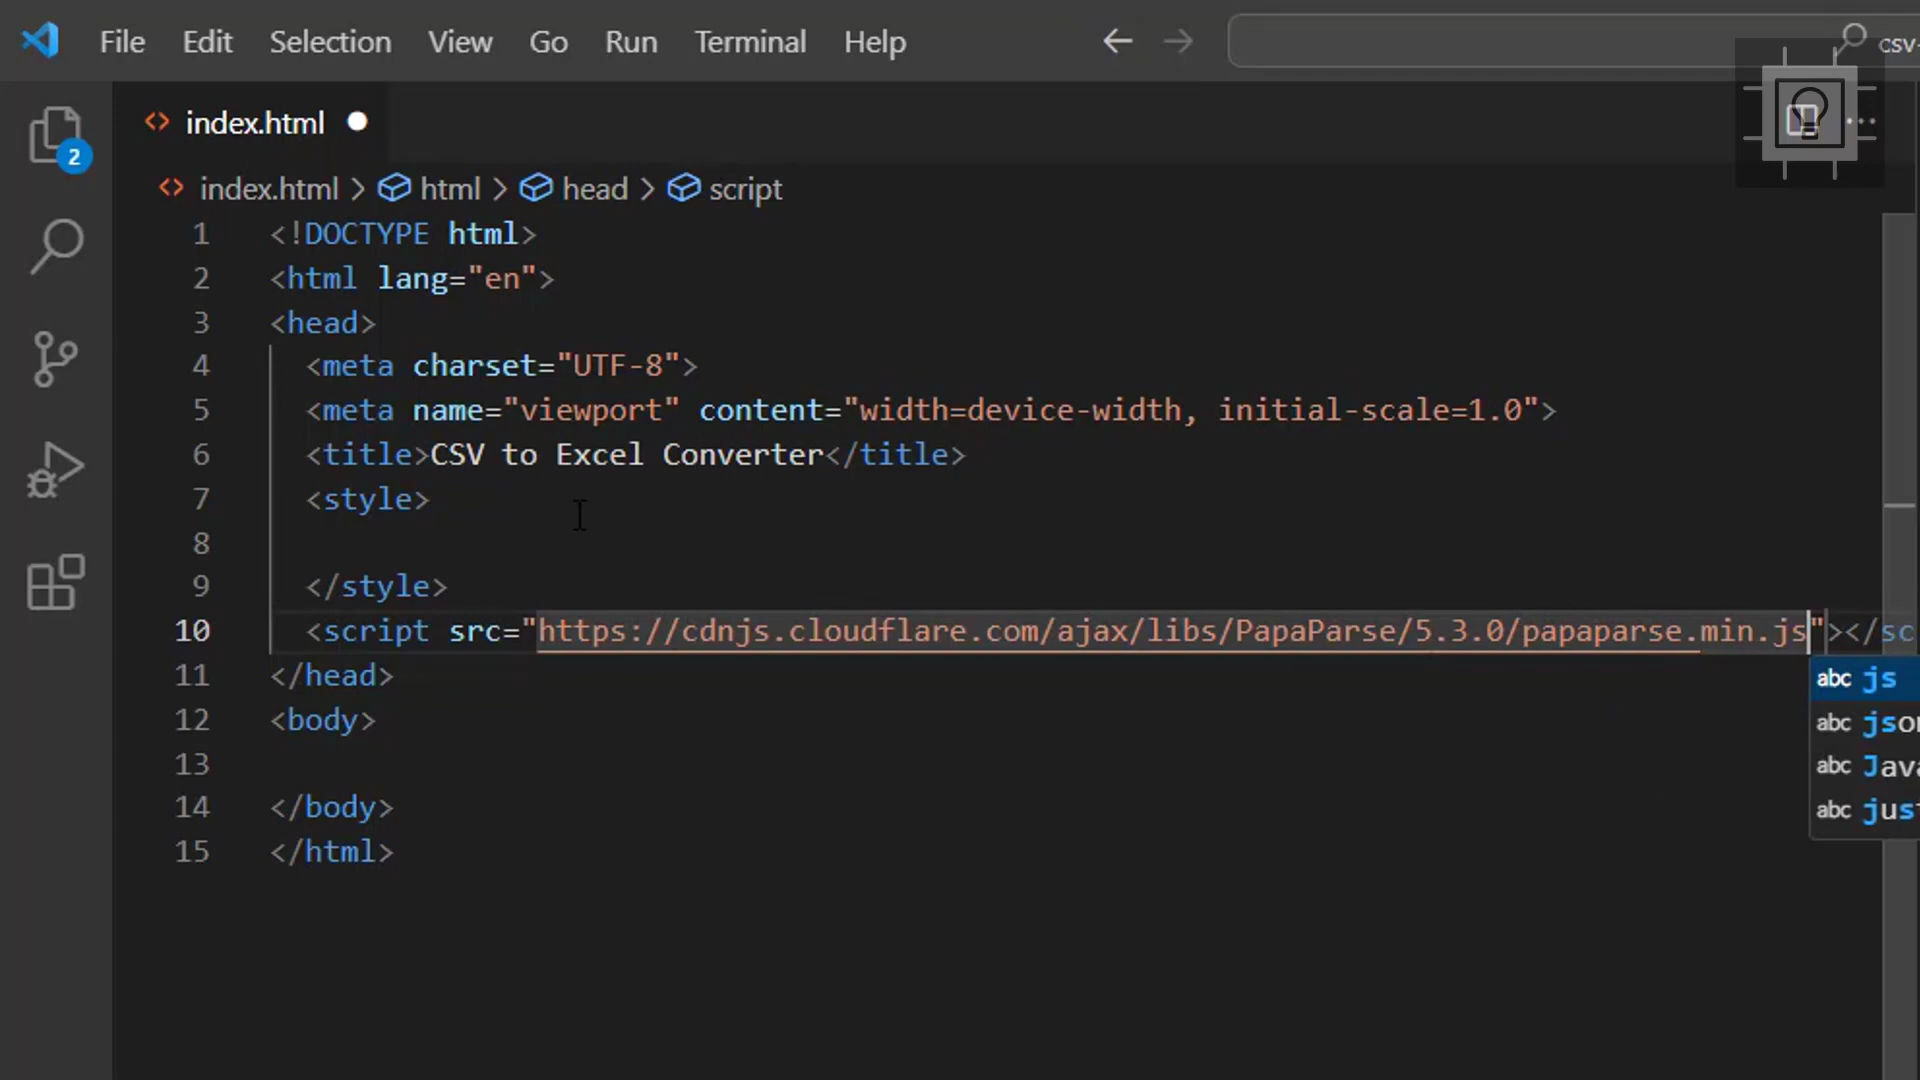 File Edit Selection View Go Run Terminal Help csv-
2
index.html
index.html > html > head > script
1 <!DOCTYPE html>
2 <html lang="en">
3 <head>
4 <meta charset="UTF-8">
5 <meta name="viewport" content="width=device-width, initial-scale=1.0">
6 <title>CSV to Excel Converter</title>
7 <style>
8
9 </style>
10 <script src="https://cdnjs.cloudflare.com/ajax/libs/PapaParse/5.3.0/papaparse.min.js"></sc
abc js
11 </head>
abc jso
12 <body>
abc Java
13
abc just
14 </body>
15 </html>